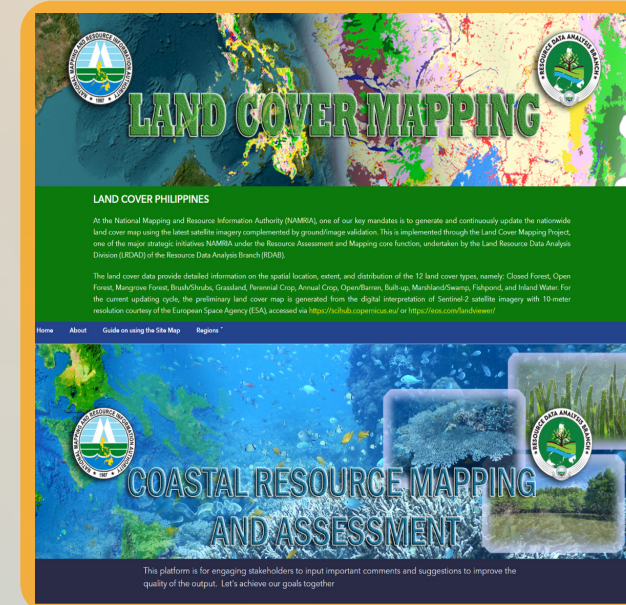 LAND COVER MAPPING
LAND COVER PHILIPPINES
At the National Mapping and Resource Information Authority (NAMRIA), one of our key mandates is to generate and continuously update the nationwide
land cover map using the latest satellite imagery complemented by ground/image validation. This is implemented through the Land Cover Mapping Project,
one of the major strategic initiatives NAMRIA under the Resource Assessment and Mapping core function, undertaken by the Land Resource Data Analysis
Division (LRDAD) of the Resource Data Analysis Branch (RDAB).
The land cover data provide detailed information on the spatial location, extent, and distribution of the 12 land cover types, namely: Closed Forest, Open
Forest, Mangrove Forest, Brush/Shrubs, Grassland, Perennial Crop, Annual Crop, Open/Barren, Built-up, Marshland/Swamp, Fishpond, and Inland Water. For
the current updating cycle, the preliminary land cover map is generated from the digital interpretation of Sentinel-2 satellite imagery with 10-meter
resolution courtesy of the European Space Agency (ESA), accessed via https://scihub.copernicus.eu/ or https://eos.com/landviewer/
Home About Guide on using the Site Map Regions
NATIONAL MAPPING AND RESOURCE INFORMATION AUTHORITY
1987
RESOURCE DATA ANALYSIS BRANCH
COASTAL RESOURCE MAPPING
AND ASSESSMENT
This platform is for engaging stakeholders to input important comments and suggestions to improve the
quality of the output. Let's achieve our goals together